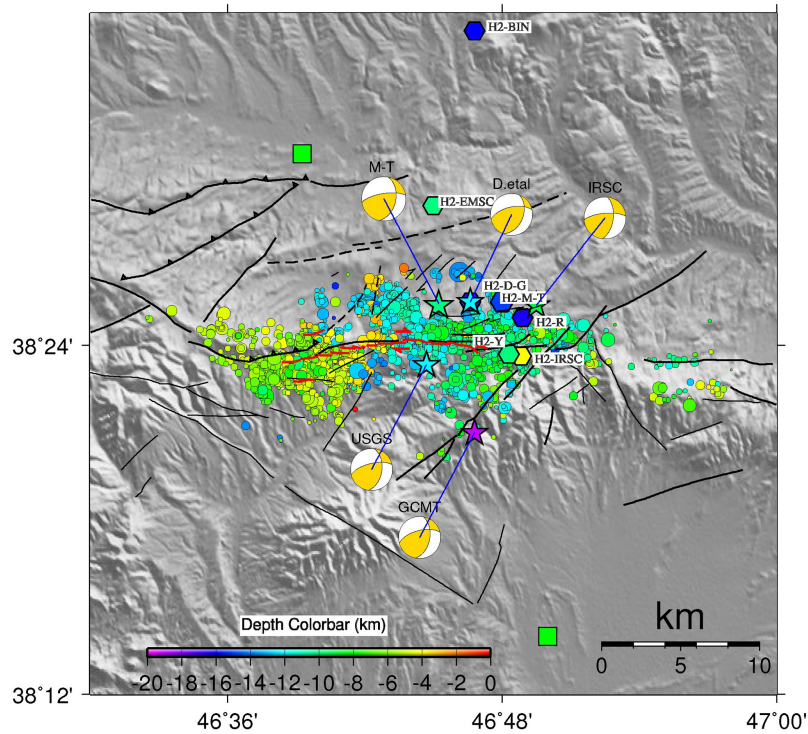 H2-BIN
M-T
D.etal
IRSC
H2-EMSC
H2-D-G
H2-M-T
H2-R
38°24'
H2-Y
H2-IRSC
USGS
GCMT
Depth Colorbar (km)
km
-20 -18 -16 -14 -12 -10 -8 -6 -4 -2 0
0 5 10
38°12'
46°36' 46°48' 47°00'